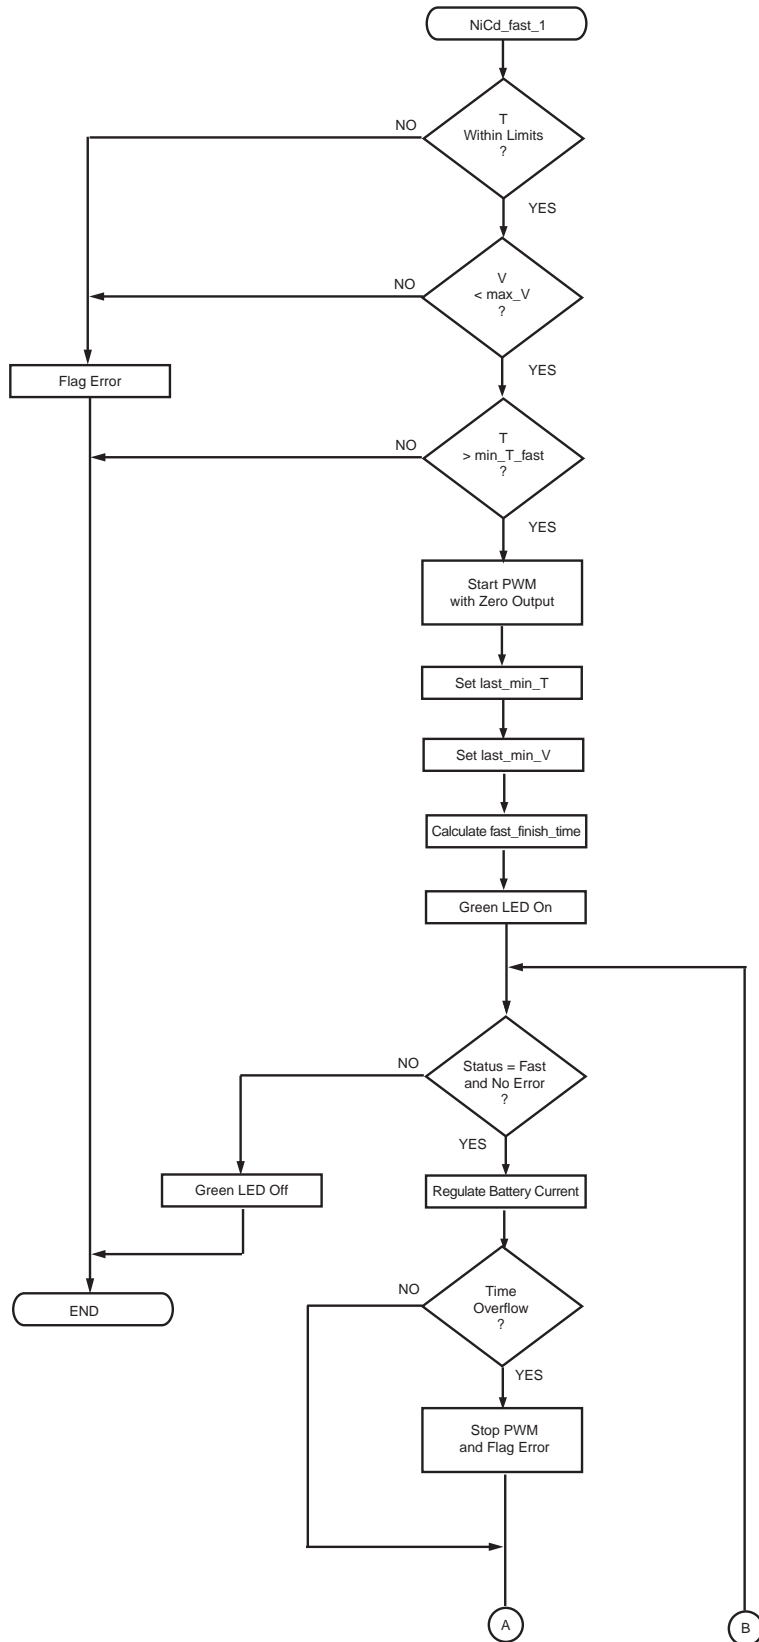 NiCd_fast_1
T
Within Limits
?
NO
YES
V
< max_V
?
NO
YES
Flag Error
T
> min_T_fast
?
NO
YES
Start PWM
with Zero Output
Set last_min_T
Set last_min_V
Calculate fast_finish_time
Green LED On
Status = Fast
and No Error
?
NO
YES
Green LED Off
Regulate Battery Current
END
Time
Overflow
?
NO
YES
Stop PWM
and Flag Error
A
B